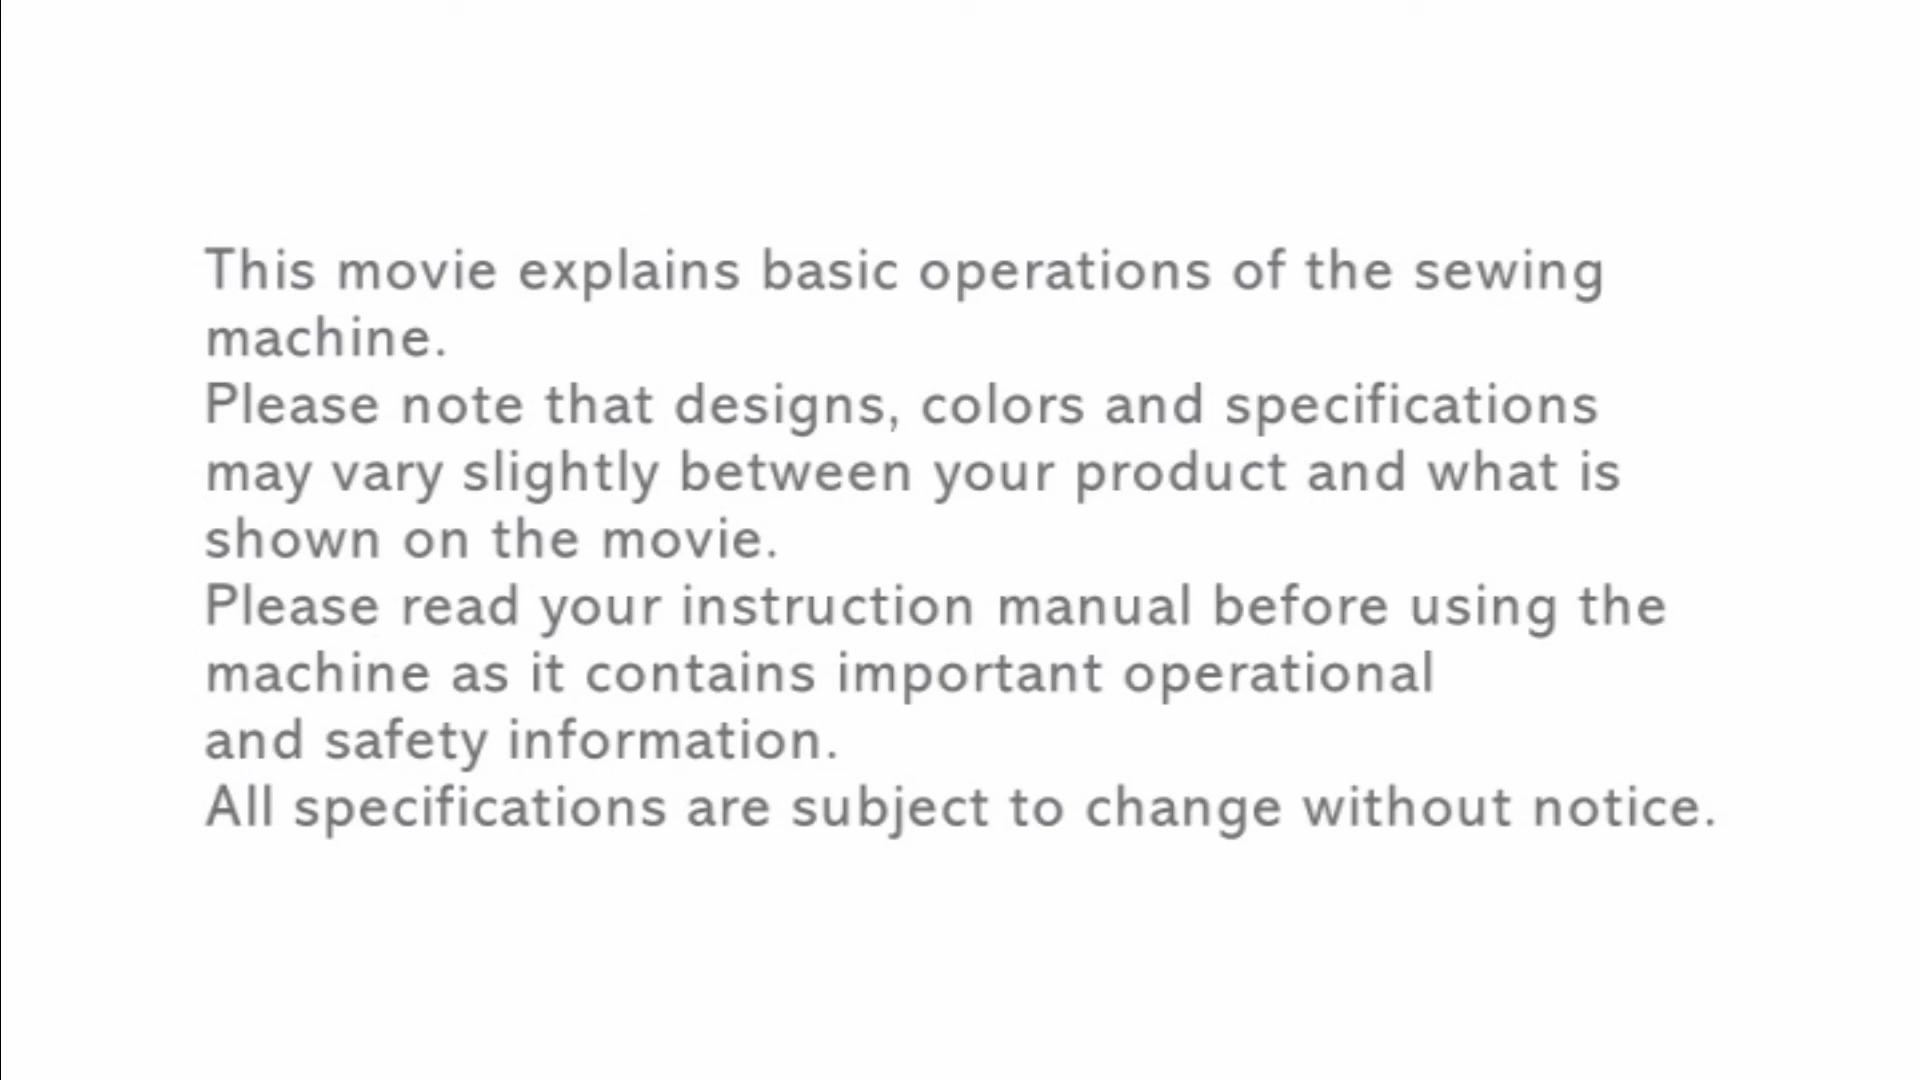 This movie explains basic operations of the sewing
machine.
Please note that designs, colors and specifications
may vary slightly between your product and what is
shown on the movie.
Please read your instruction manual before using the
machine as it contains important operational
and safety information.
All specifications are subject to change without notice.